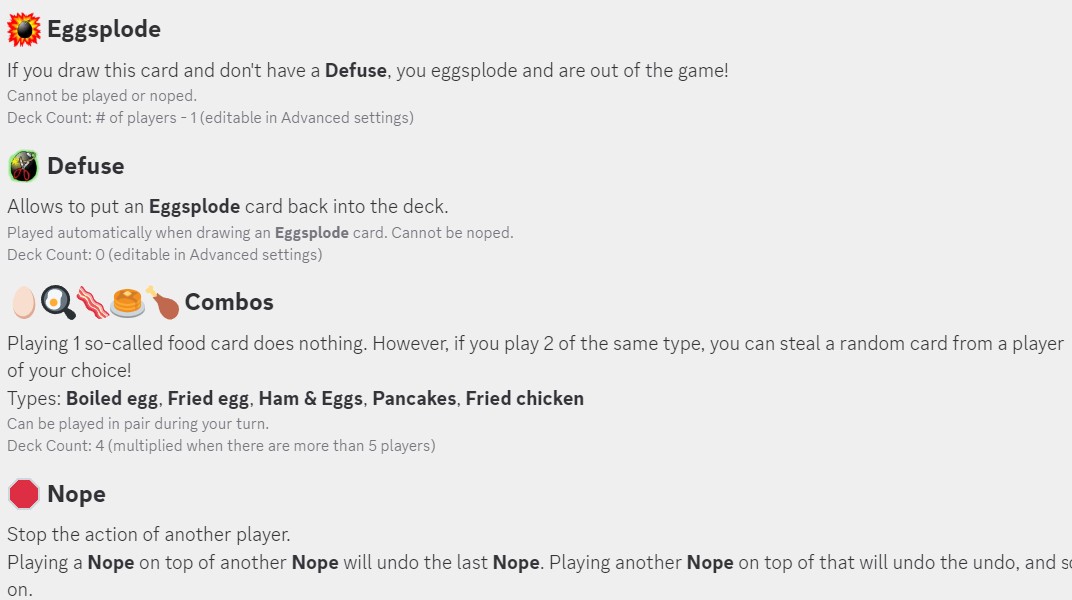 Eggsplode
If you draw this card and don't have a Defuse, you eggsplode and are out of the game!
Cannot be played or noped.
Deck Count: # of players - 1 (editable in Advanced settings)
Defuse
Allows to put an Eggsplode card back into the deck.
Played automatically when drawing an Eggsplode card. Cannot be noped.
Deck Count: 0 (editable in Advanced settings)
Combos
Playing 1 so-called food card does nothing. However, if you play 2 of the same type, you can steal a random card from a player
of your choice!
Types: Boiled egg, Fried egg, Ham & Eggs, Pancakes, Fried chicken
Can be played in pair during your turn.
Deck Count: 4 (multiplied when there are more than 5 players)
Nope
Stop the action of another player.
Playing a Nope on top of another Nope will undo the last Nope. Playing another Nope on top of that will undo the undo, and so
on.